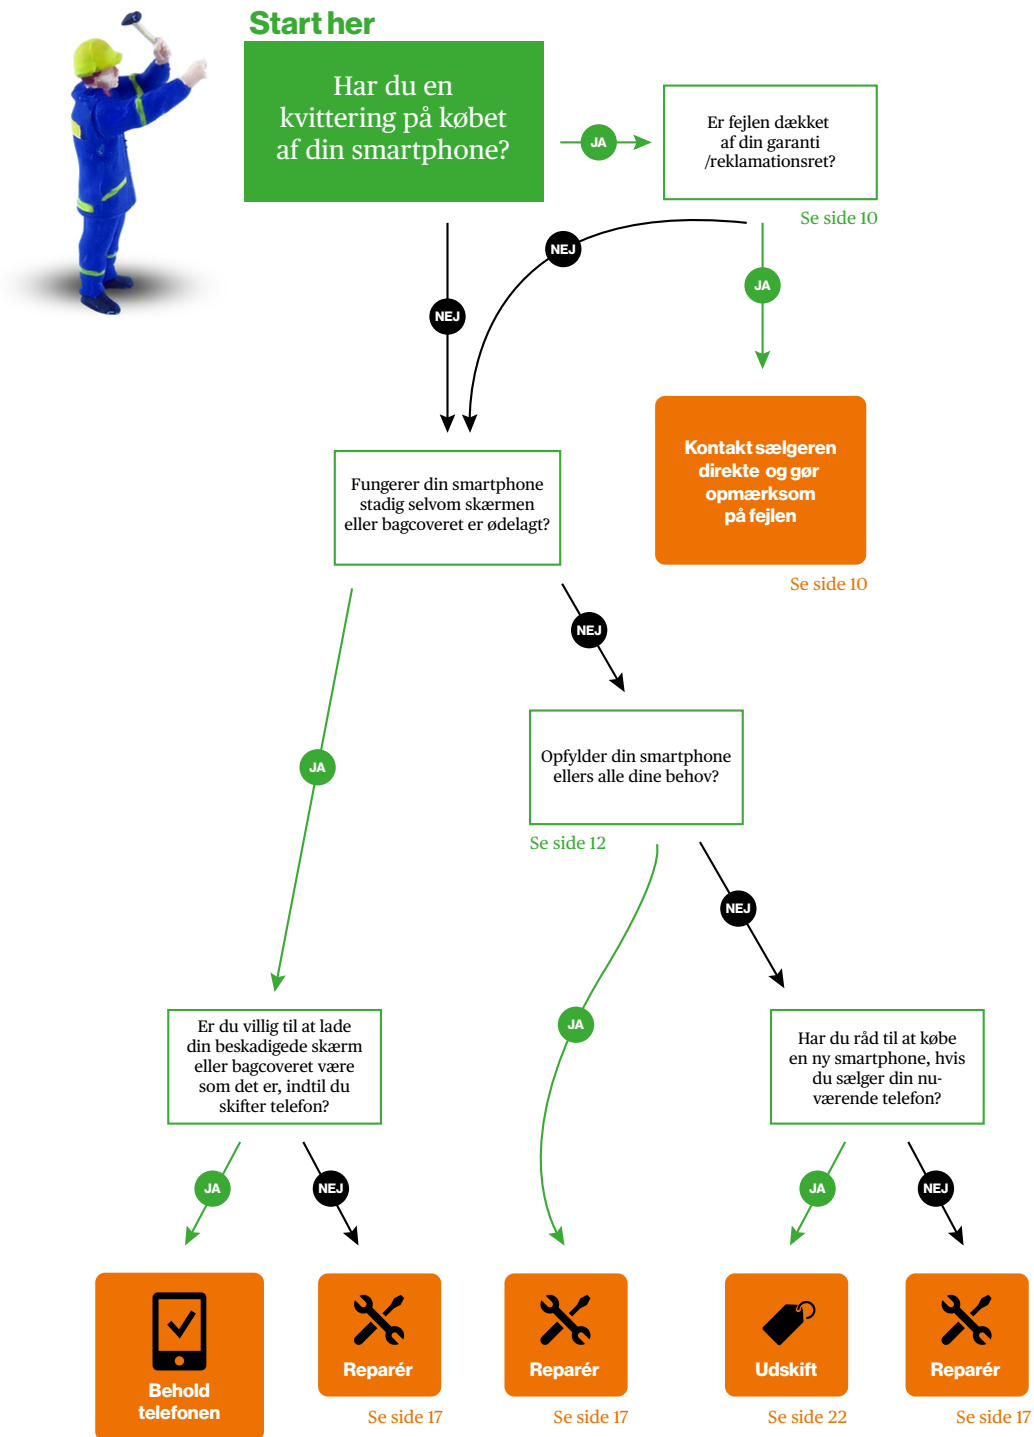 Start her
Har du en
kvittering på købet
af din smartphone?
JA
Er fejlen dækket
af din garanti
/reklamationsret?
Se side 10
NEJ
JA
NEJ
Kontakt sælgeren
direkte og gør
opmærksom
på fejlen
Se side 10
Fungerer din smartphone
stadig selvom skærmen
eller bagcoveret er ødelagt?
NEJ
JA
Opfylder din smartphone
ellers alle dine behov?
Se side 12
NEJ
JA
Er du villig til at lade
din beskadigede skærm
eller bagcoveret være
som det er, indtil du
skifter telefon?
Har du råd til at købe
en ny smartphone, hvis
du sælger din nu-
værende telefon?
JA
NEJ
JA
NEJ
Behold
telefonen
Reparér
Se side 17
Reparér
Se side 17
Udskift
Se side 22
Reparér
Se side 17